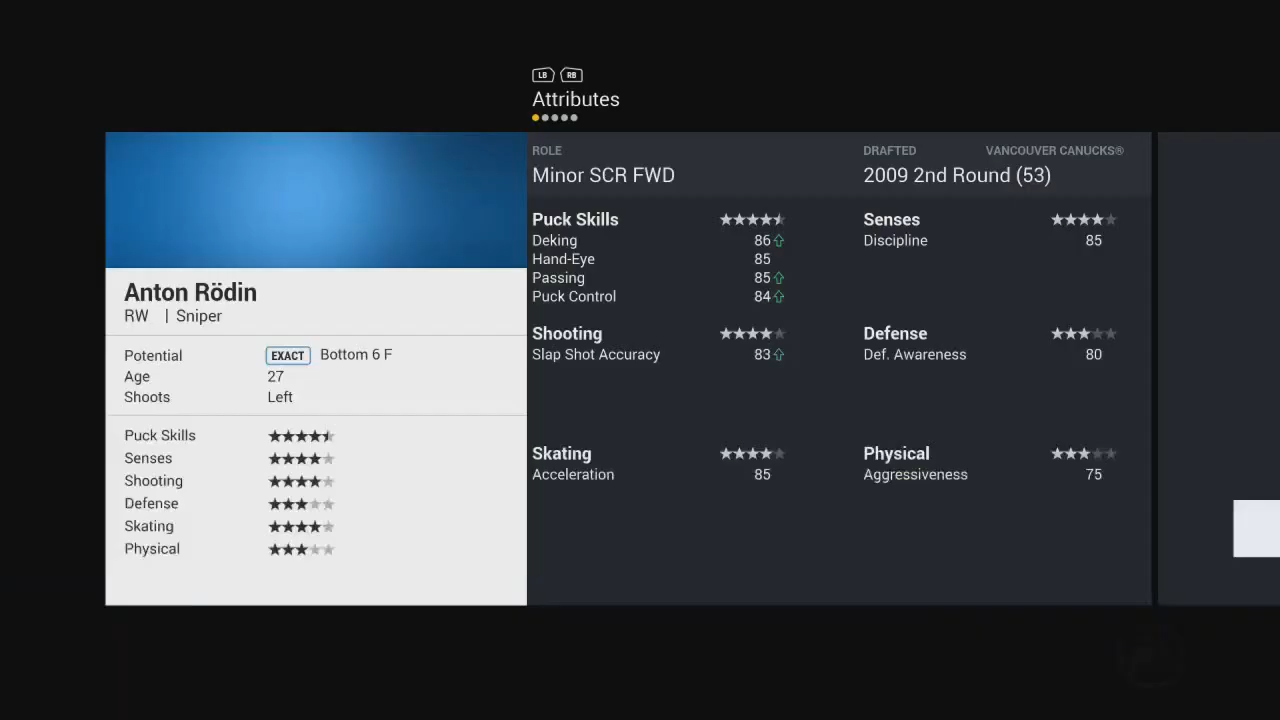 LB RB
Attributes
Anton Rödin
RW | Sniper
Potential EXACT Bottom 6 F
Age 27
Shoots Left
Puck Skills
Senses
Shooting
Defense
Skating
Physical
ROLE
Minor SCR FWD
DRAFTED VANCOUVER CANUCKS®
2009 2nd Round (53)
Puck Skills
Deking 86
Hand-Eye 85
Passing 85
Puck Control 84
Senses
Discipline 85
Shooting
Slap Shot Accuracy 83
Defense
Def. Awareness 80
Skating
Acceleration 85
Physical
Aggressiveness 75